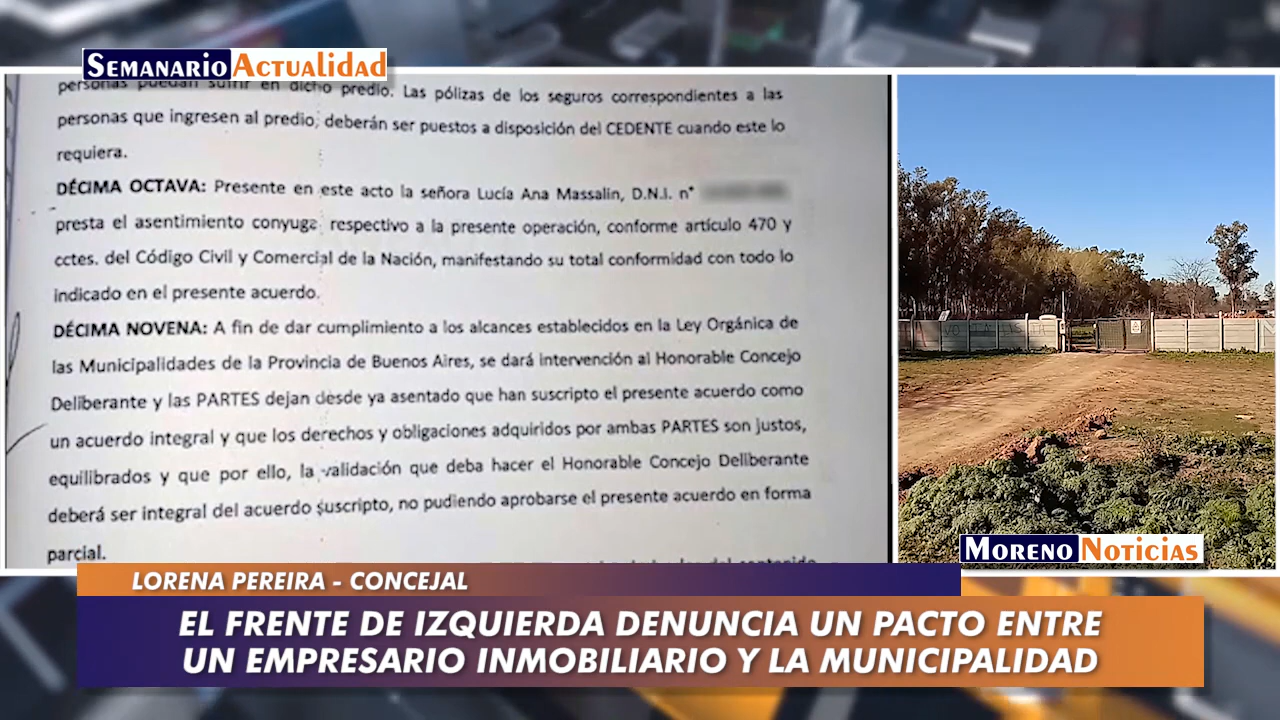 SEMANARIO ACTUALIDAD
personas puedan sufrir en dicho predio. Las pólizas de los seguros correspondientes a las
personas que ingresen al predio, deberán ser puestos a disposición del CEDENTE cuando este lo
requiera.
DÉCIMA OCTAVA: Presente en este acto la señora Lucía Ana Massalin, D.N.I. n°
presta el asentimiento conyuga respectivo a la presente operación, conforme artículo 470 y
cctes. del Código Civil y Comercial de la Nación, manifestando su total conformidad con todo lo
indicado en el presente acuerdo.
DÉCIMA NOVENA: A fin de dar cumplimiento a los alcances establecidos en la Ley Orgánica de
las Municipalidades de la Provincia de Buenos Aires, se dará intervención al Honorable Concejo
Deliberante y las PARTES dejan desde ya asentado que han suscripto el presente acuerdo como
un acuerdo integral y que los derechos y obligaciones adquiridos por ambas PARTES son justos,
equilibrados y que por ello, la validación que deba hacer el Honorable Concejo Deliberante
deberá ser integral del acuerdo suscripto, no pudiendo aprobarse el presente acuerdo en forma
parcial.
MORENO NOTICIAS
LORENA PEREIRA - CONCEJAL
EL FRENTE DE IZQUIERDA DENUNCIA UN PACTO ENTRE
UN EMPRESARIO INMOBILIARIO Y LA MUNICIPALIDAD